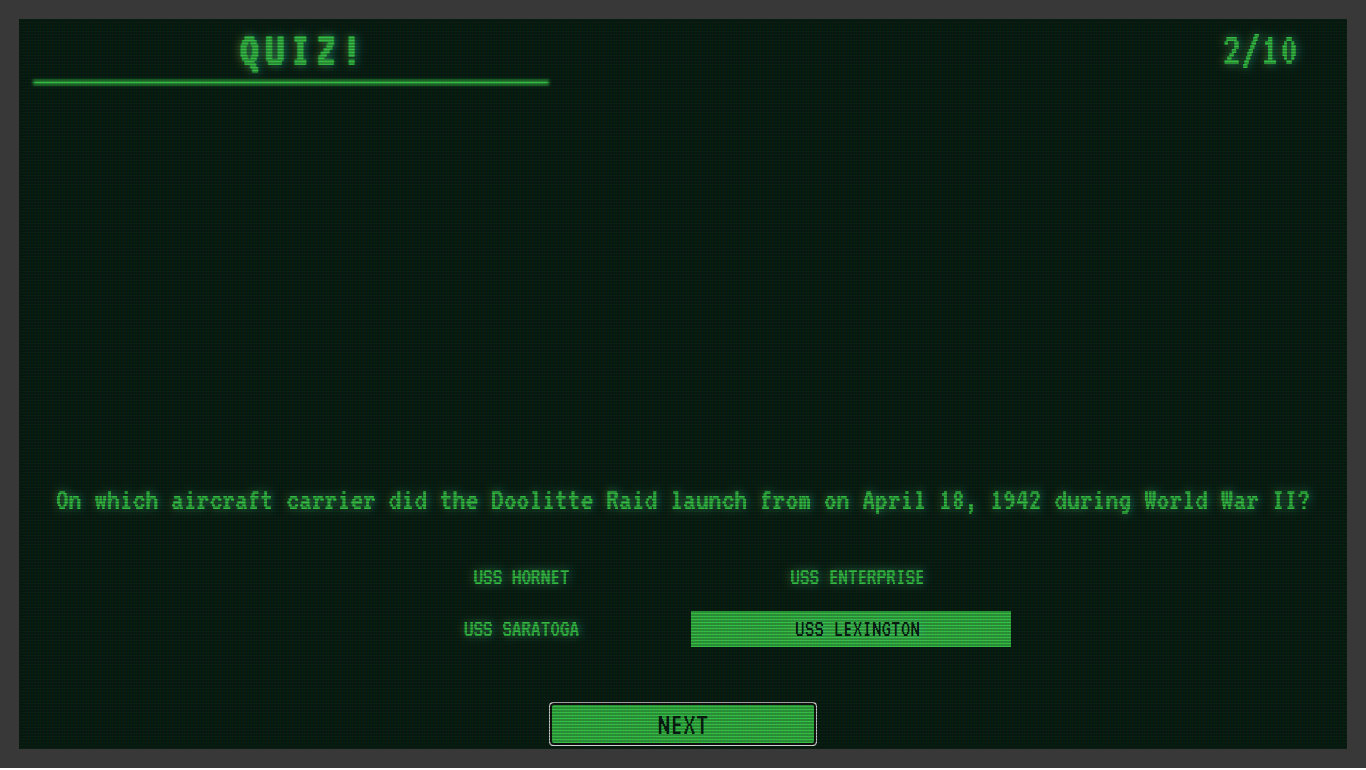 QUIZ!
2/10
On which aircraft carrier did the Doolitte Raid launch from on April 18, 1942 during World War II?
USS HORNET
USS ENTERPRISE
USS SARATOGA
USS LEXINGTON
NEXT